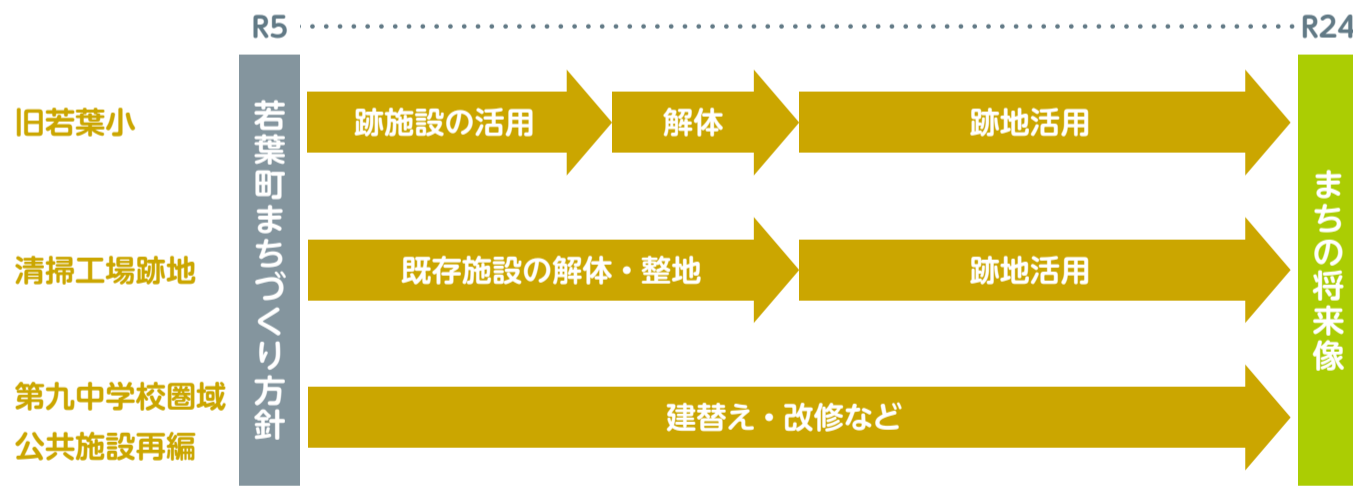 R5
R24
若葉町まちづくり方針
旧若葉小
跡施設の活用
解体
跡地活用
清掃工場跡地
既存施設の解体・整地
跡地活用
第九中学校圏域
公共施設再編
建替え・改修など
まちの将来像